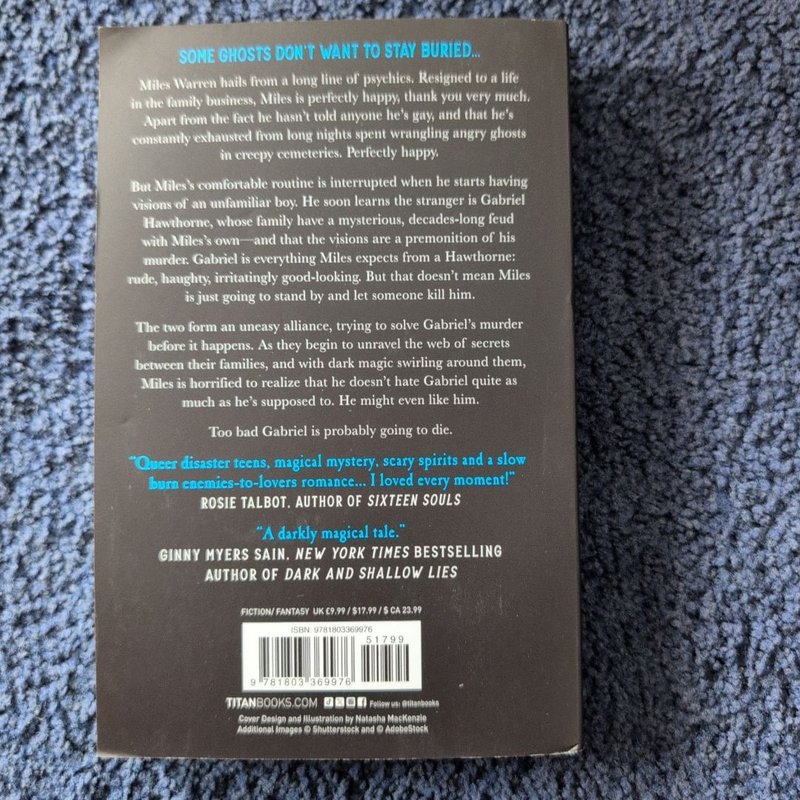 SOME GHOSTS DON'T WANT TO STAY BURIED...
Miles Warren hails from a long line of psychics. Resigned to a life
in the family business, Miles is perfectly happy, thank you very much.
Apart from the fact he hasn't told anyone he's gay, and that he's
constantly exhausted from long nights spent wrangling angry ghosts
in creepy cemeteries. Perfectly happy.
But Miles's comfortable routine is interrupted when he starts having
visions of an unfamiliar boy. He soon learns the stranger is Gabriel
Hawthorne, whose family have a mysterious, decades-long feud
with Miles's own—and that the visions are a premonition of his
murder. Gabriel is everything Miles expects from a Hawthorne:
rude, haughty, irritatingly good-looking. But that doesn't mean Miles
is just going to stand by and let someone kill him.
The two form an uneasy alliance, trying to solve Gabriel's murder
before it happens. As they begin to unravel the web of secrets
between their families, and with dark magic swirling around them,
Miles is horrified to realize that he doesn't hate Gabriel quite as
much as he's supposed to. He might even like him.
Too bad Gabriel is probably going to die.
"Queer disaster teens, magical mystery, scary spirits and a slow
burn enemies-to-lovers romance... I loved every moment!"
ROSIE TALBOT, AUTHOR OF SIXTEEN SOULS
"A darkly magical tale."
GINNY MYERS SAIN, NEW YORK TIMES BESTSELLING
AUTHOR OF DARK AND SHALLOW LIES
FICTION/ FANTASY UK £9.99 / $17.99 / $ CA 23.99
ISBN 9781803369976
51799
9 781803 369976
TITANBOOKS.COM Follow us: @titanbooks
Cover Design and Illustration by Natasha MacKenzie
Additional Images © Shutterstock and © AdobeStock